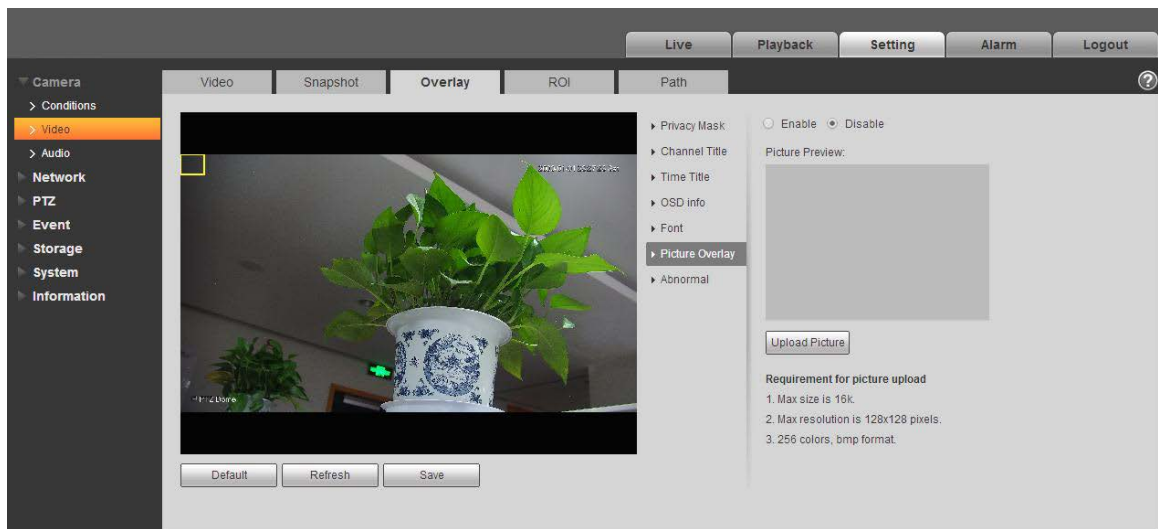 Live Playback Setting Alarm Logout
Camera
Conditions
Video
Audio
Network
PTZ
Event
Storage
System
Information
Video Snapshot Overlay ROI Path
?
IP PTZ Dome
Privacy Mask
Channel Title
Time Title
OSD info
Font
Picture Overlay
Abnormal
Enable Disable
Picture Preview:
Upload Picture
Requirement for picture upload
1. Max size is 16k.
2. Max resolution is 128x128 pixels.
3. 256 colors, bmp format.
Default Refresh Save